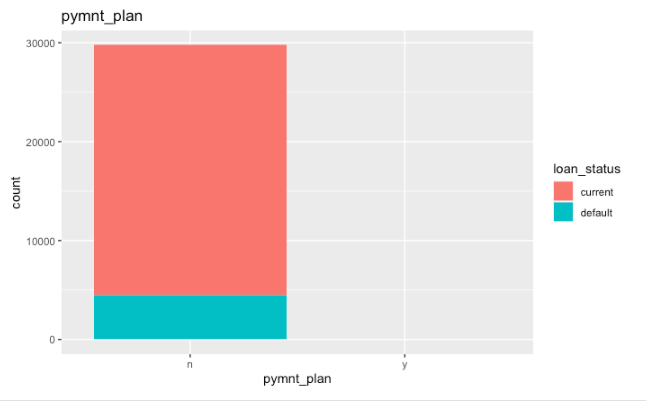 pymnt_plan
30000
20000
10000
0
count
n
y
pymnt_plan
loan_status
current
default